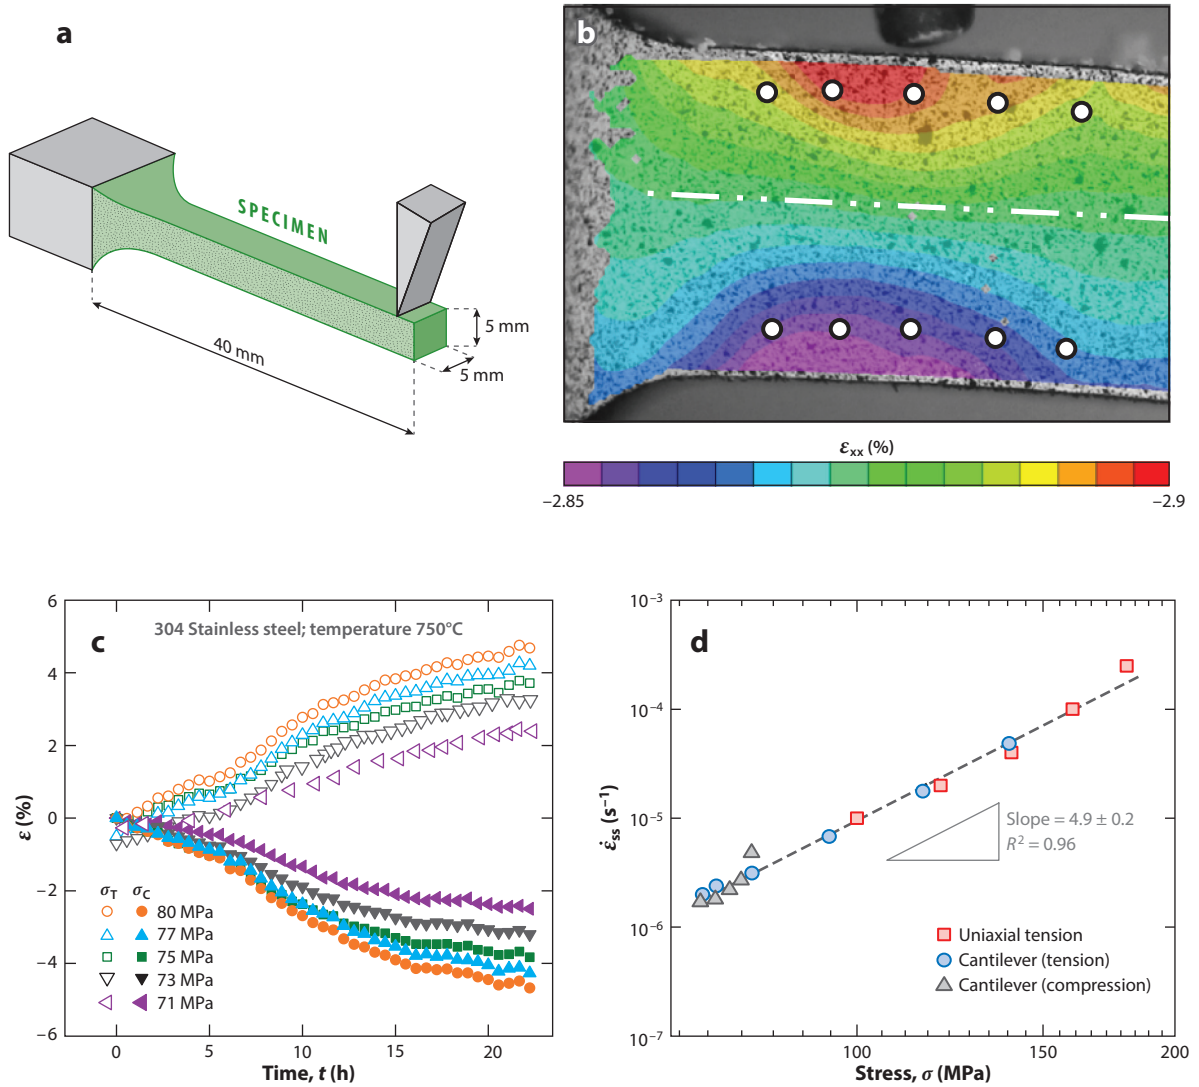 a
SPECIMEN
40 mm
5 mm
5 mm
b
εxx (%)
−2.85
−2.9
c
304 Stainless steel; temperature 750°C
ε (%)
6
4
2
0
−2
−4
−6
σT σC
80 MPa
77 MPa
75 MPa
73 MPa
71 MPa
0 5 10 15 20
Time, t (h)
d
ε̇ss (s⁻¹)
10⁻³
10⁻⁴
10⁻⁵
10⁻⁶
10⁻⁷
Slope = 4.9 ± 0.2
R² = 0.96
Uniaxial tension
Cantilever (tension)
Cantilever (compression)
100 150 200
Stress, σ (MPa)